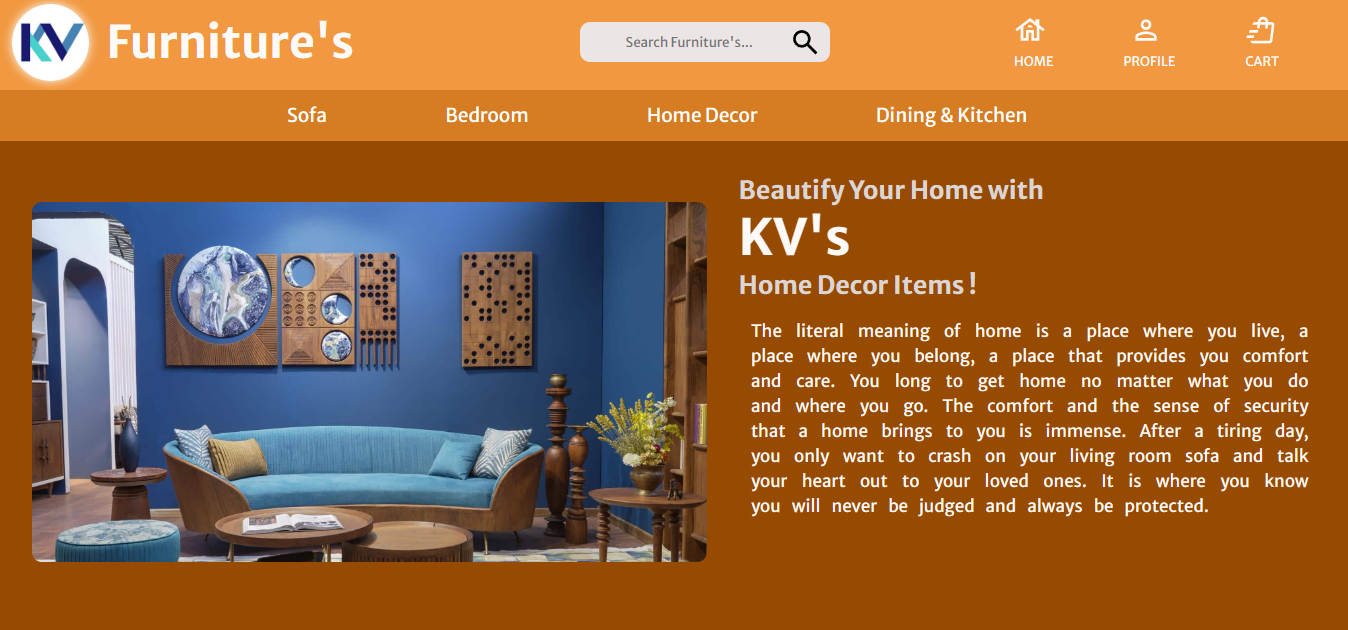 KV Furniture's
Search Furniture's...
HOME PROFILE CART
Sofa Bedroom Home Decor Dining & Kitchen
Beautify Your Home with
KV's
Home Decor Items !
The literal meaning of home is a place where you live, a
place where you belong, a place that provides you comfort
and care. You long to get home no matter what you do
and where you go. The comfort and the sense of security
that a home brings to you is immense. After a tiring day,
you only want to crash on your living room sofa and talk
your heart out to your loved ones. It is where you know
you will never be judged and always be protected.